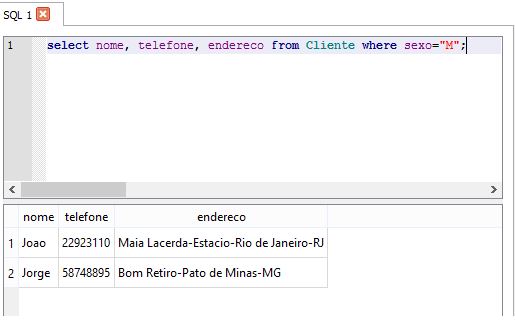 SQL 1
1 select nome, telefone, endereco from Cliente where sexo="M";
nome telefone endereco
1 Joao 22923110 Maia Lacerda-Estacio-Rio de Janeiro-RJ
2 Jorge 58748895 Bom Retiro-Pato de Minas-MG